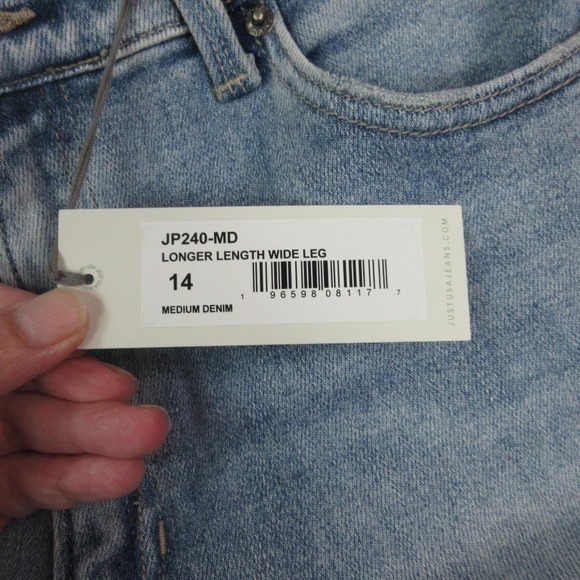 JP240-MD
LONGER LENGTH WIDE LEG
14
1 96598 08117 7
MEDIUM DENIM
JUSTUSAJEANS.COM